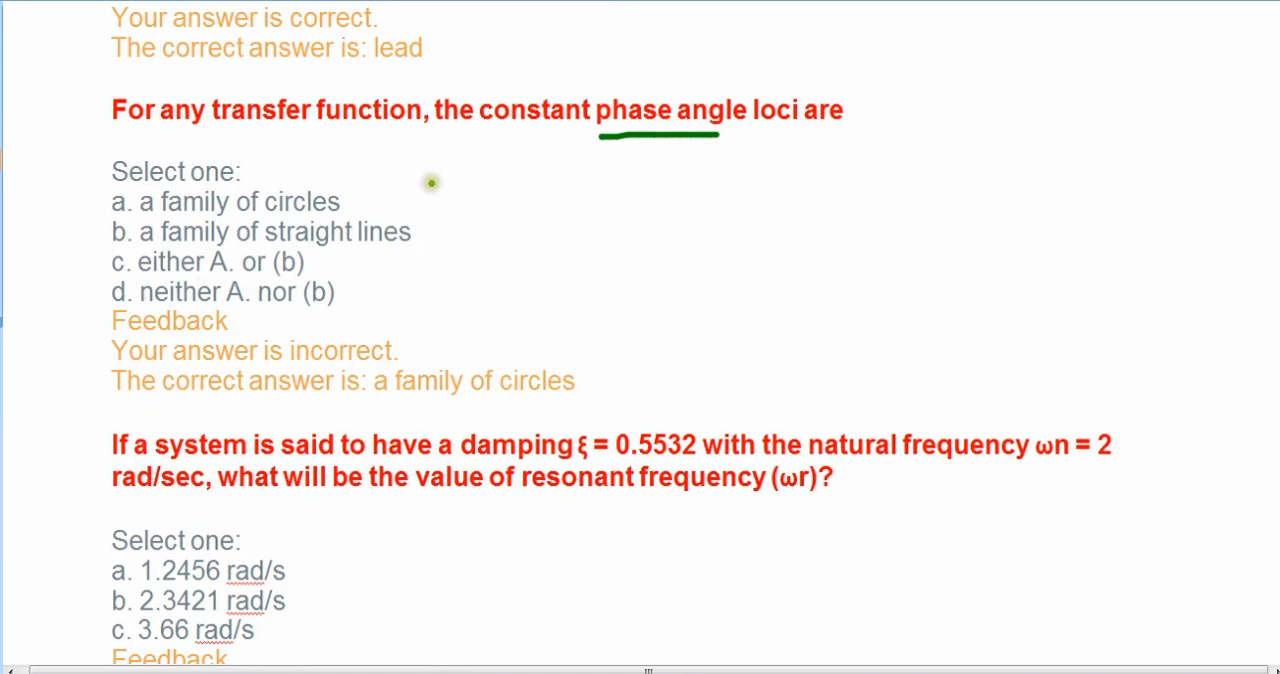 Your answer is correct.
The correct answer is: lead
For any transfer function, the constant phase angle loci are
Select one:
a. a family of circles
b. a family of straight lines
c. either A. or (b)
d. neither A. nor (b)
Feedback
Your answer is incorrect.
The correct answer is: a family of circles
If a system is said to have a damping ξ = 0.5532 with the natural frequency ωn = 2
rad/sec, what will be the value of resonant frequency (ωr)?
Select one:
a. 1.2456 rad/s
b. 2.3421 rad/s
c. 3.66 rad/s
Feedback